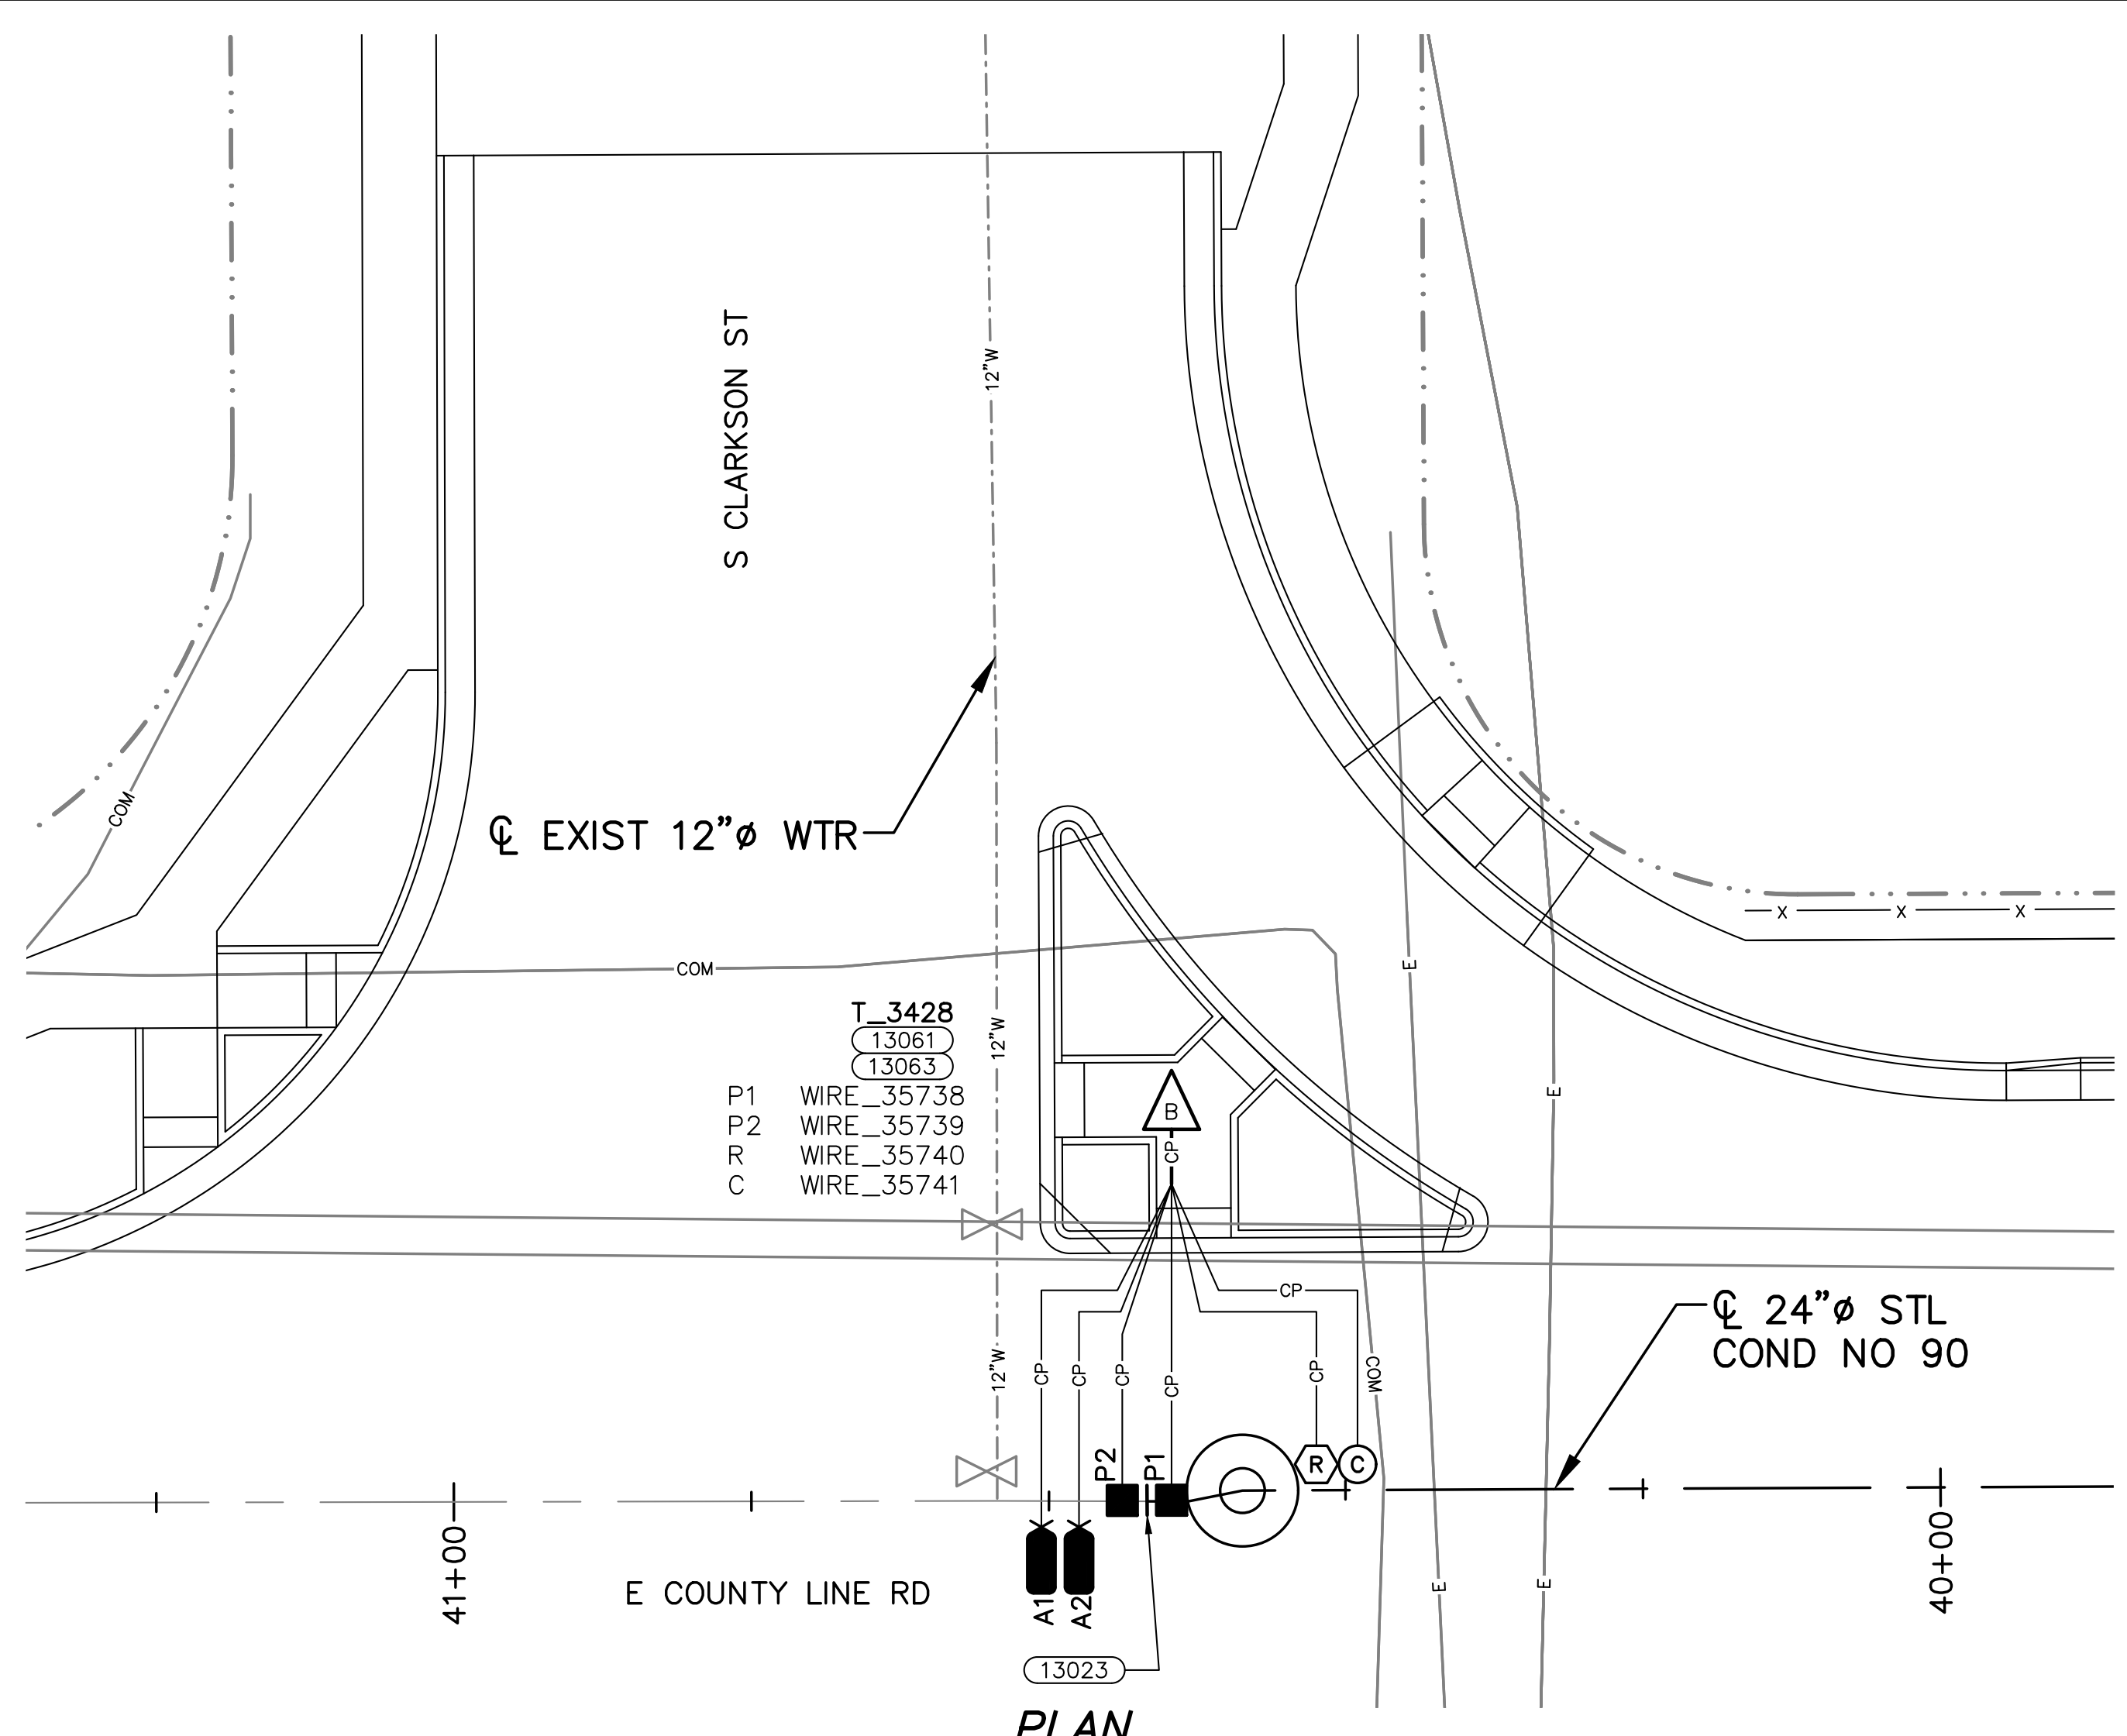 12"W
S CLARKSON ST
COM
℄ EXIST 12"ø WTR
X X X
COM
E
T_3428
13061
13063
P1 WIRE_35738
P2 WIRE_35739
R WIRE_35740
C WIRE_35741
12"W
B
CP
E
CP
℄ 24"ø STL
COND NO 90
12"W
CP
CP
CP
CP
CP
COM
P2
P1
R
C
41+00
E COUNTY LINE RD
A1
A2
E
E
40+00
13023
PLAN